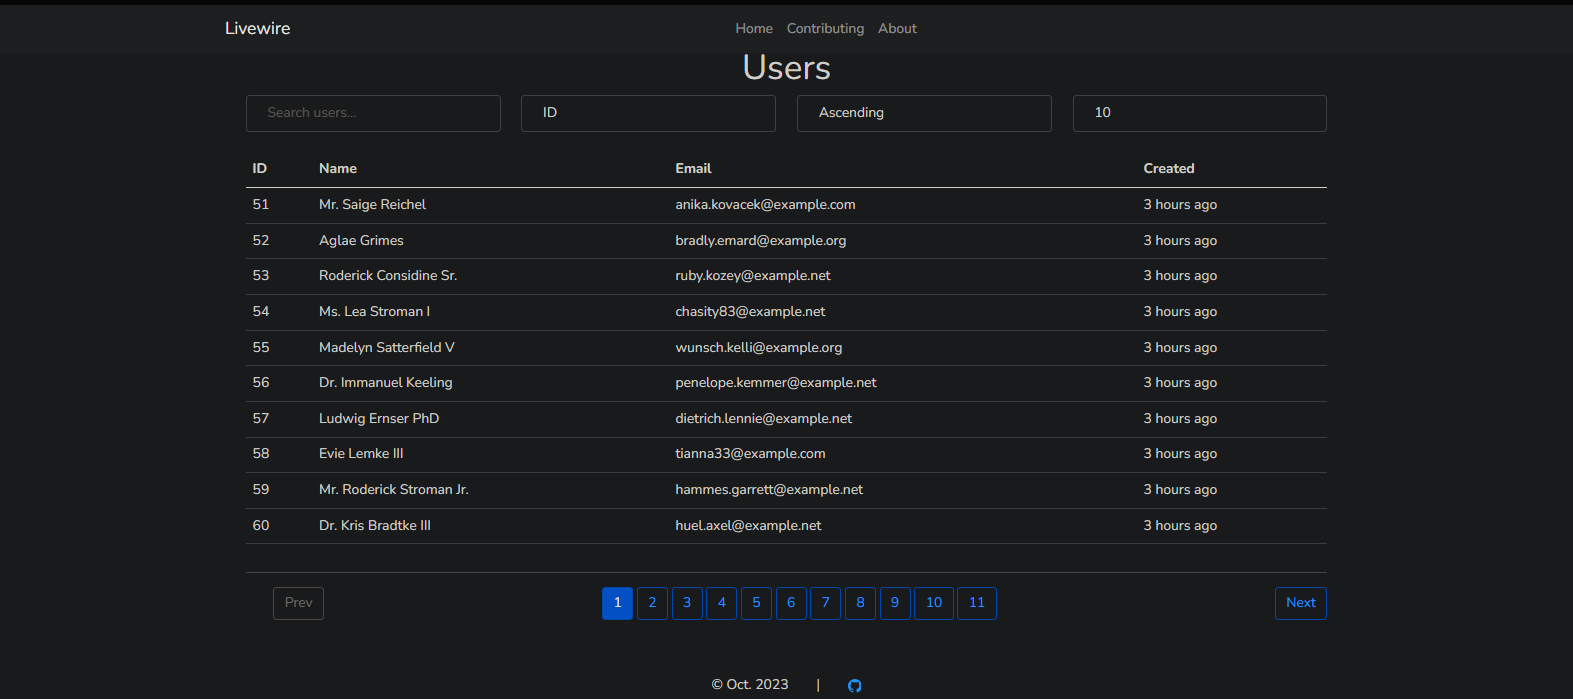 Livewire Home Contributing About
Users
Search users... ID Ascending 10
ID Name Email Created
51 Mr. Saige Reichel anika.kovacek@example.com 3 hours ago
52 Aglae Grimes bradly.emard@example.org 3 hours ago
53 Roderick Considine Sr. ruby.kozey@example.net 3 hours ago
54 Ms. Lea Stroman I chasity83@example.net 3 hours ago
55 Madelyn Satterfield V wunsch.kelli@example.org 3 hours ago
56 Dr. Immanuel Keeling penelope.kemmer@example.net 3 hours ago
57 Ludwig Ernser PhD dietrich.lennie@example.net 3 hours ago
58 Evie Lemke III tianna33@example.com 3 hours ago
59 Mr. Roderick Stroman Jr. hammes.garrett@example.net 3 hours ago
60 Dr. Kris Bradtke III huel.axel@example.net 3 hours ago
Prev 1 2 3 4 5 6 7 8 9 10 11 Next
© Oct. 2023 |